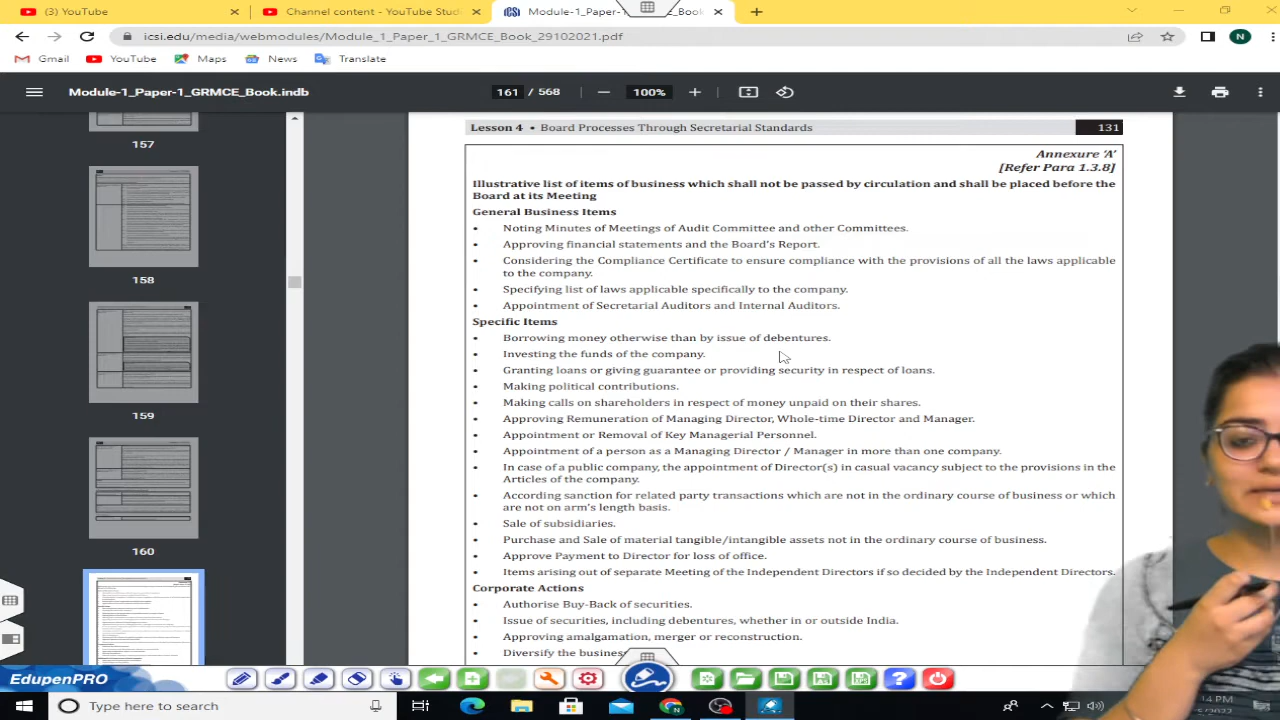 (3) YouTube
Channel content - YouTube Stud
Module-1_Paper-1_ Book_
icsi.edu/media/webmodules/Module_1_Paper_1_GRMCE_Book_29102021.pdf
N
Gmail YouTube Maps News Translate
Module-1_Paper-1_GRMCE_Book.indb
161 / 568
100%
157
158
159
160
Lesson 4 • Board Processes Through Secretarial Standards 131
Annexure ‘A’
[Refer Para 1.3.8]
Illustrative list of items of business which shall not be passed by circulation and shall be placed before the
Board at its Meeting
General Business Items
• Noting Minutes of Meetings of Audit Committee and other Committees.
• Approving financial statements and the Board’s Report.
• Considering the Compliance Certificate to ensure compliance with the provisions of all the laws applicable
to the company.
• Specifying list of laws applicable specifically to the company.
• Appointment of Secretarial Auditors and Internal Auditors.
Specific Items
• Borrowing money otherwise than by issue of debentures.
• Investing the funds of the company.
• Granting loans or giving guarantee or providing security in respect of loans.
• Making political contributions.
• Making calls on shareholders in respect of money unpaid on their shares.
• Approving Remuneration of Managing Director, Whole-time Director and Manager.
• Appointment or Removal of Key Managerial Personnel.
• Appointment of a person as a Managing Director / Manager in more than one company.
• In case of a public company, the appointment of Director(s) in casual vacancy subject to the provisions in the
Articles of the company.
• According sanction for related party transactions which are not in the ordinary course of business or which
are not on arm’s length basis.
• Sale of subsidiaries.
• Purchase and Sale of material tangible/intangible assets not in the ordinary course of business.
• Approve Payment to Director for loss of office.
• Items arising out of separate Meeting of the Independent Directors if so decided by the Independent Directors.
Corporate Actions
• Authorise Buy-Back of securities.
• Issue of securities, including debentures, whether in or outside India.
• Approving amalgamation, merger or reconstruction.
• Diversify the busines
EdupenPRO
Type here to search
4 PM